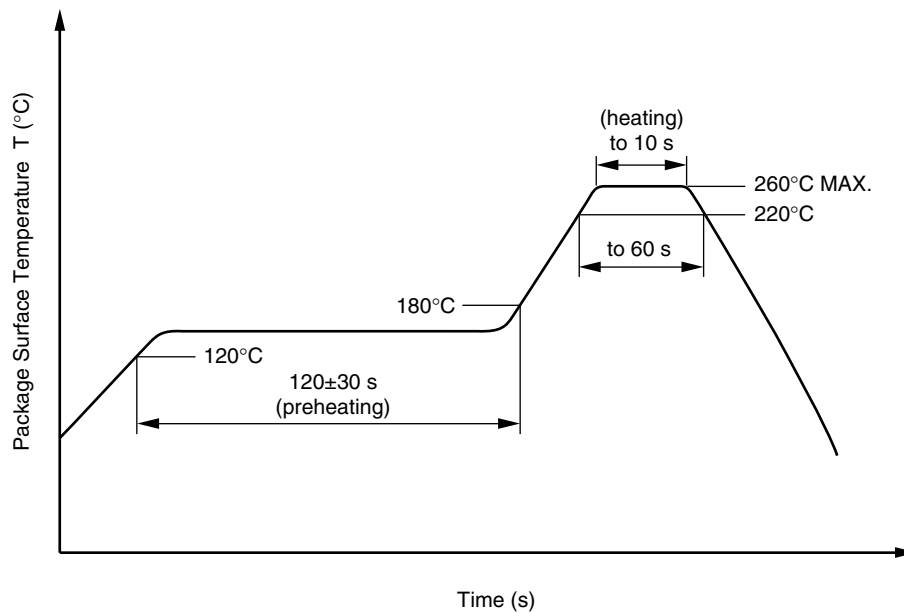 Package Surface Temperature T (°C)
(heating)
to 10 s
260°C MAX.
220°C
to 60 s
180°C
120°C
120±30 s
(preheating)
Time (s)